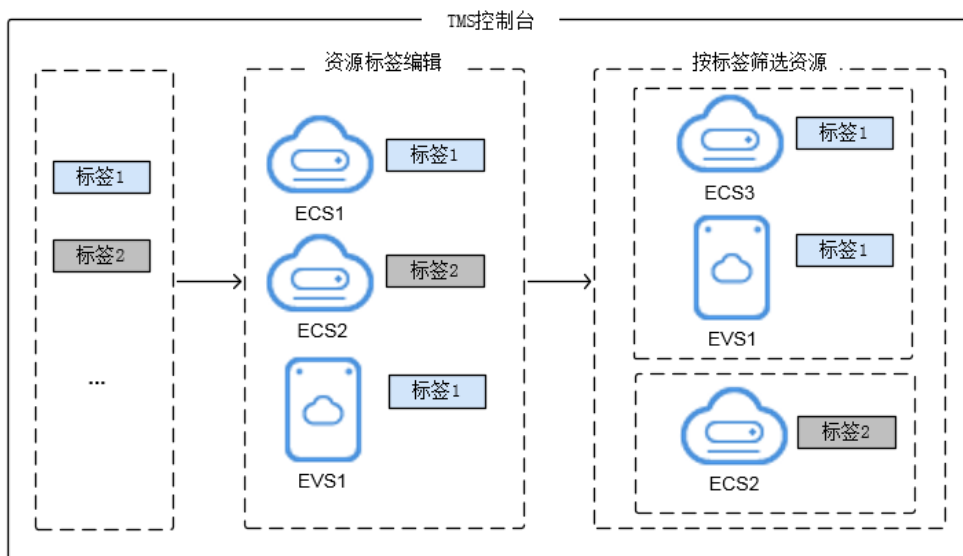 TMS控制台
标签1
标签2
...
资源标签编辑
标签1
ECS1
标签2
ECS2
标签1
EVS1
按标签筛选资源
标签1
ECS3
标签1
EVS1
标签2
ECS2